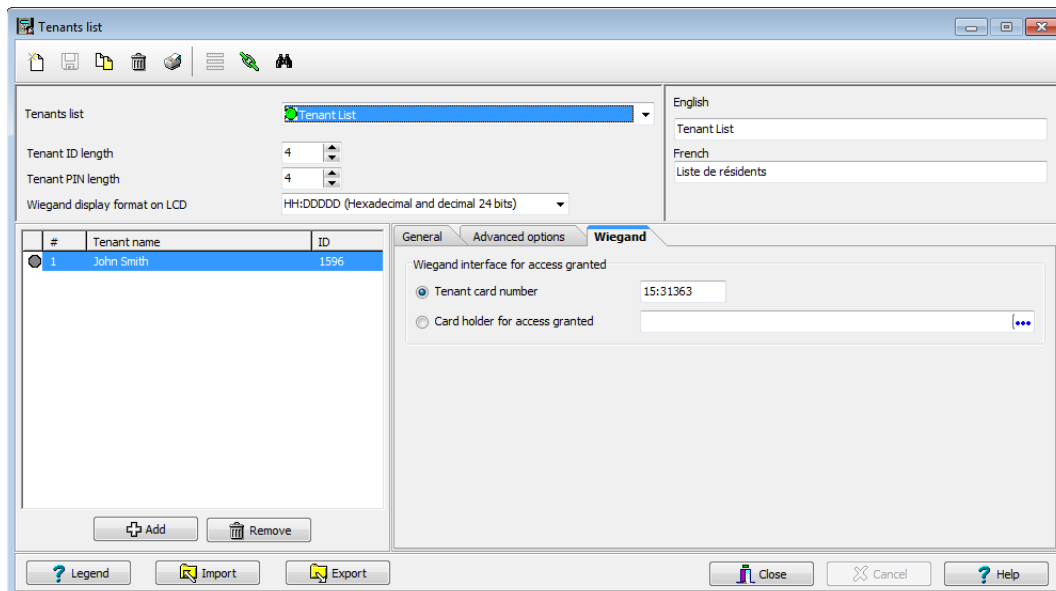 Tenants list
Tenants list
Tenant List
Tenant ID length
4
Tenant PIN length
4
Wiegand display format on LCD
HH:DDDDD (Hexadecimal and decimal 24 bits)
English
Tenant List
French
Liste de résidents
# Tenant name ID
1 John Smith 1596
General Advanced options Wiegand
Wiegand interface for access granted
Tenant card number 15:31363
Card holder for access granted
Add Remove
? Legend Import Export Close Cancel ? Help